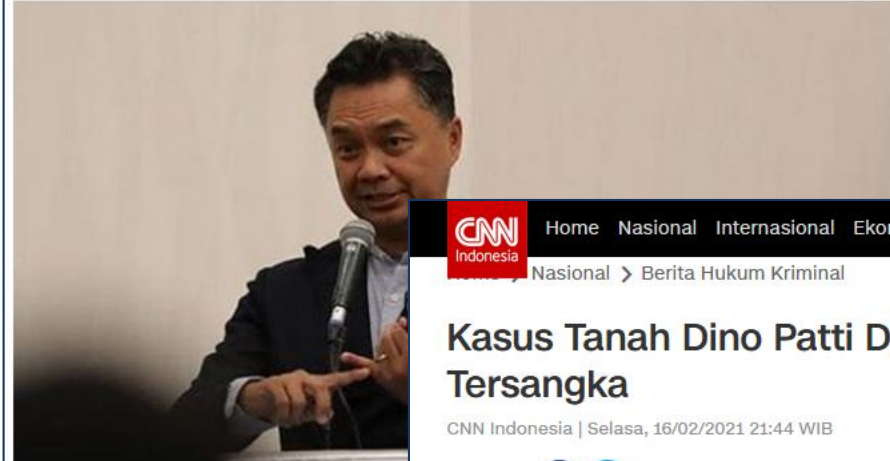 CNN
Indonesia
Home Nasional Internasional
Nasional > Berita Hukum Kriminal
Kasus Tanah Dino Patti
Tersangka
CNN Indonesia | Selasa, 16/02/2021 21:44 WIB